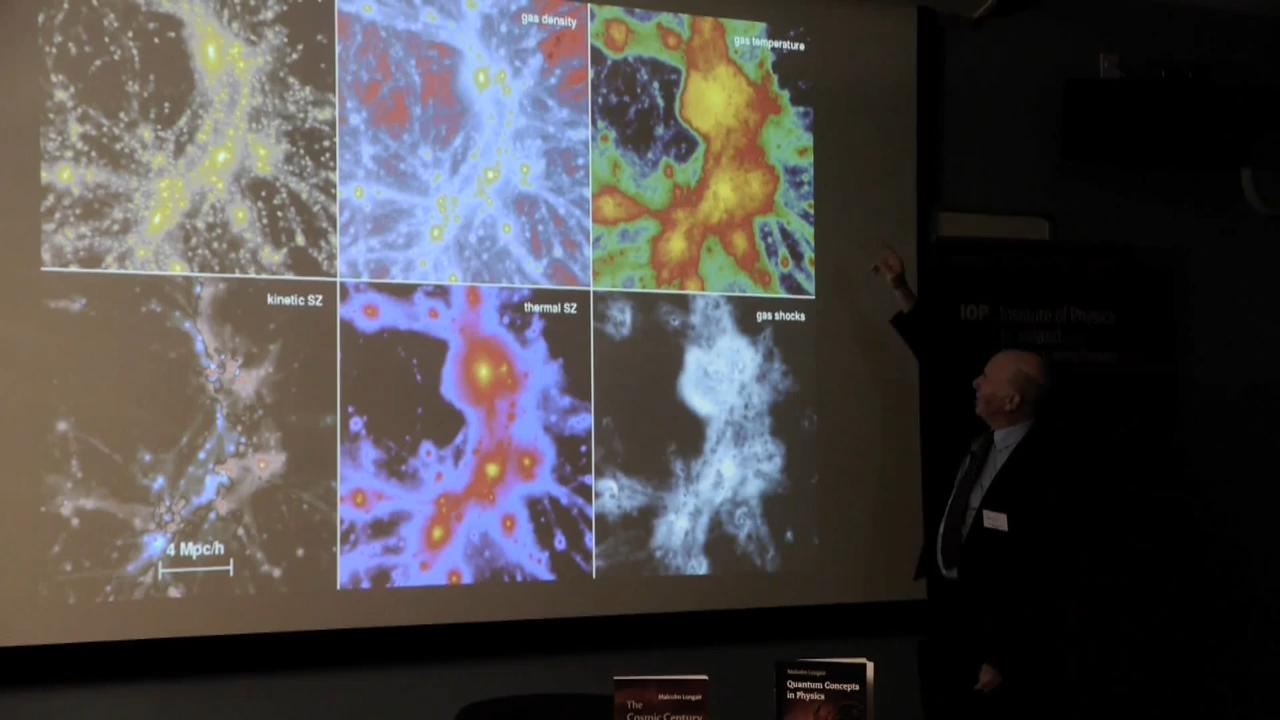 gas density
gas temperature
kinetic SZ
thermal SZ
gas shocks
4 Mpc/h
IOP Institute of Physics
Malcolm Longair
The
Cosmic Century
Malcolm Longair
Quantum Concepts
in Physics